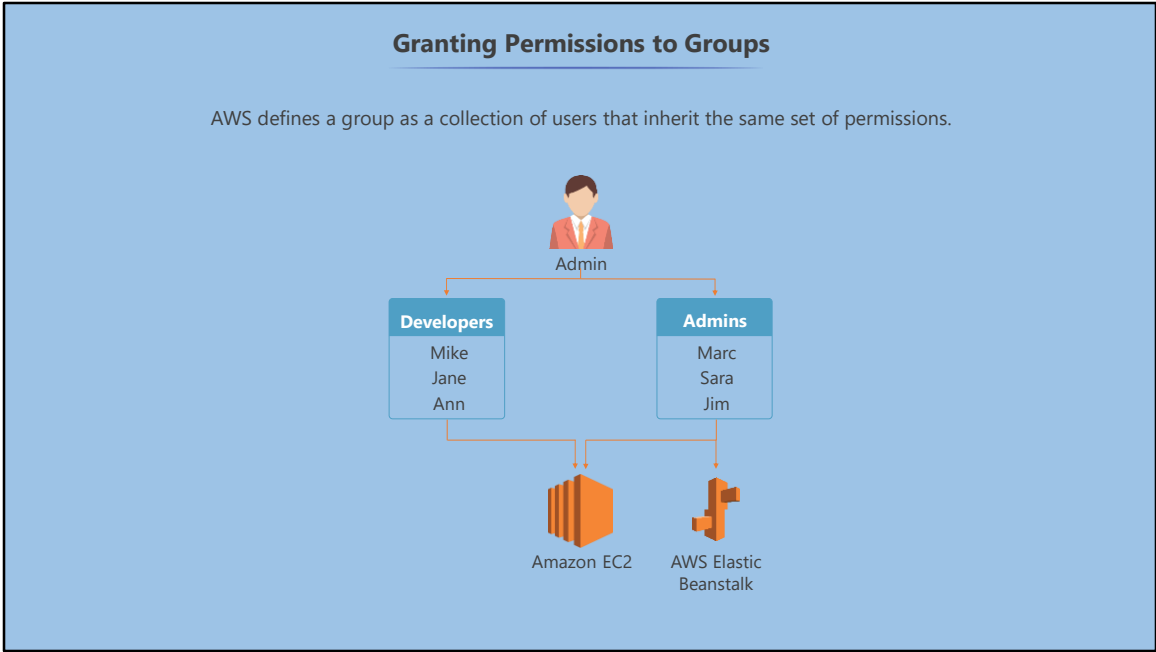 Granting Permissions to Groups
AWS defines a group as a collection of users that inherit the same set of permissions.
Admin
Developers
Mike
Jane
Ann
Admins
Marc
Sara
Jim
Amazon EC2
AWS Elastic
Beanstalk